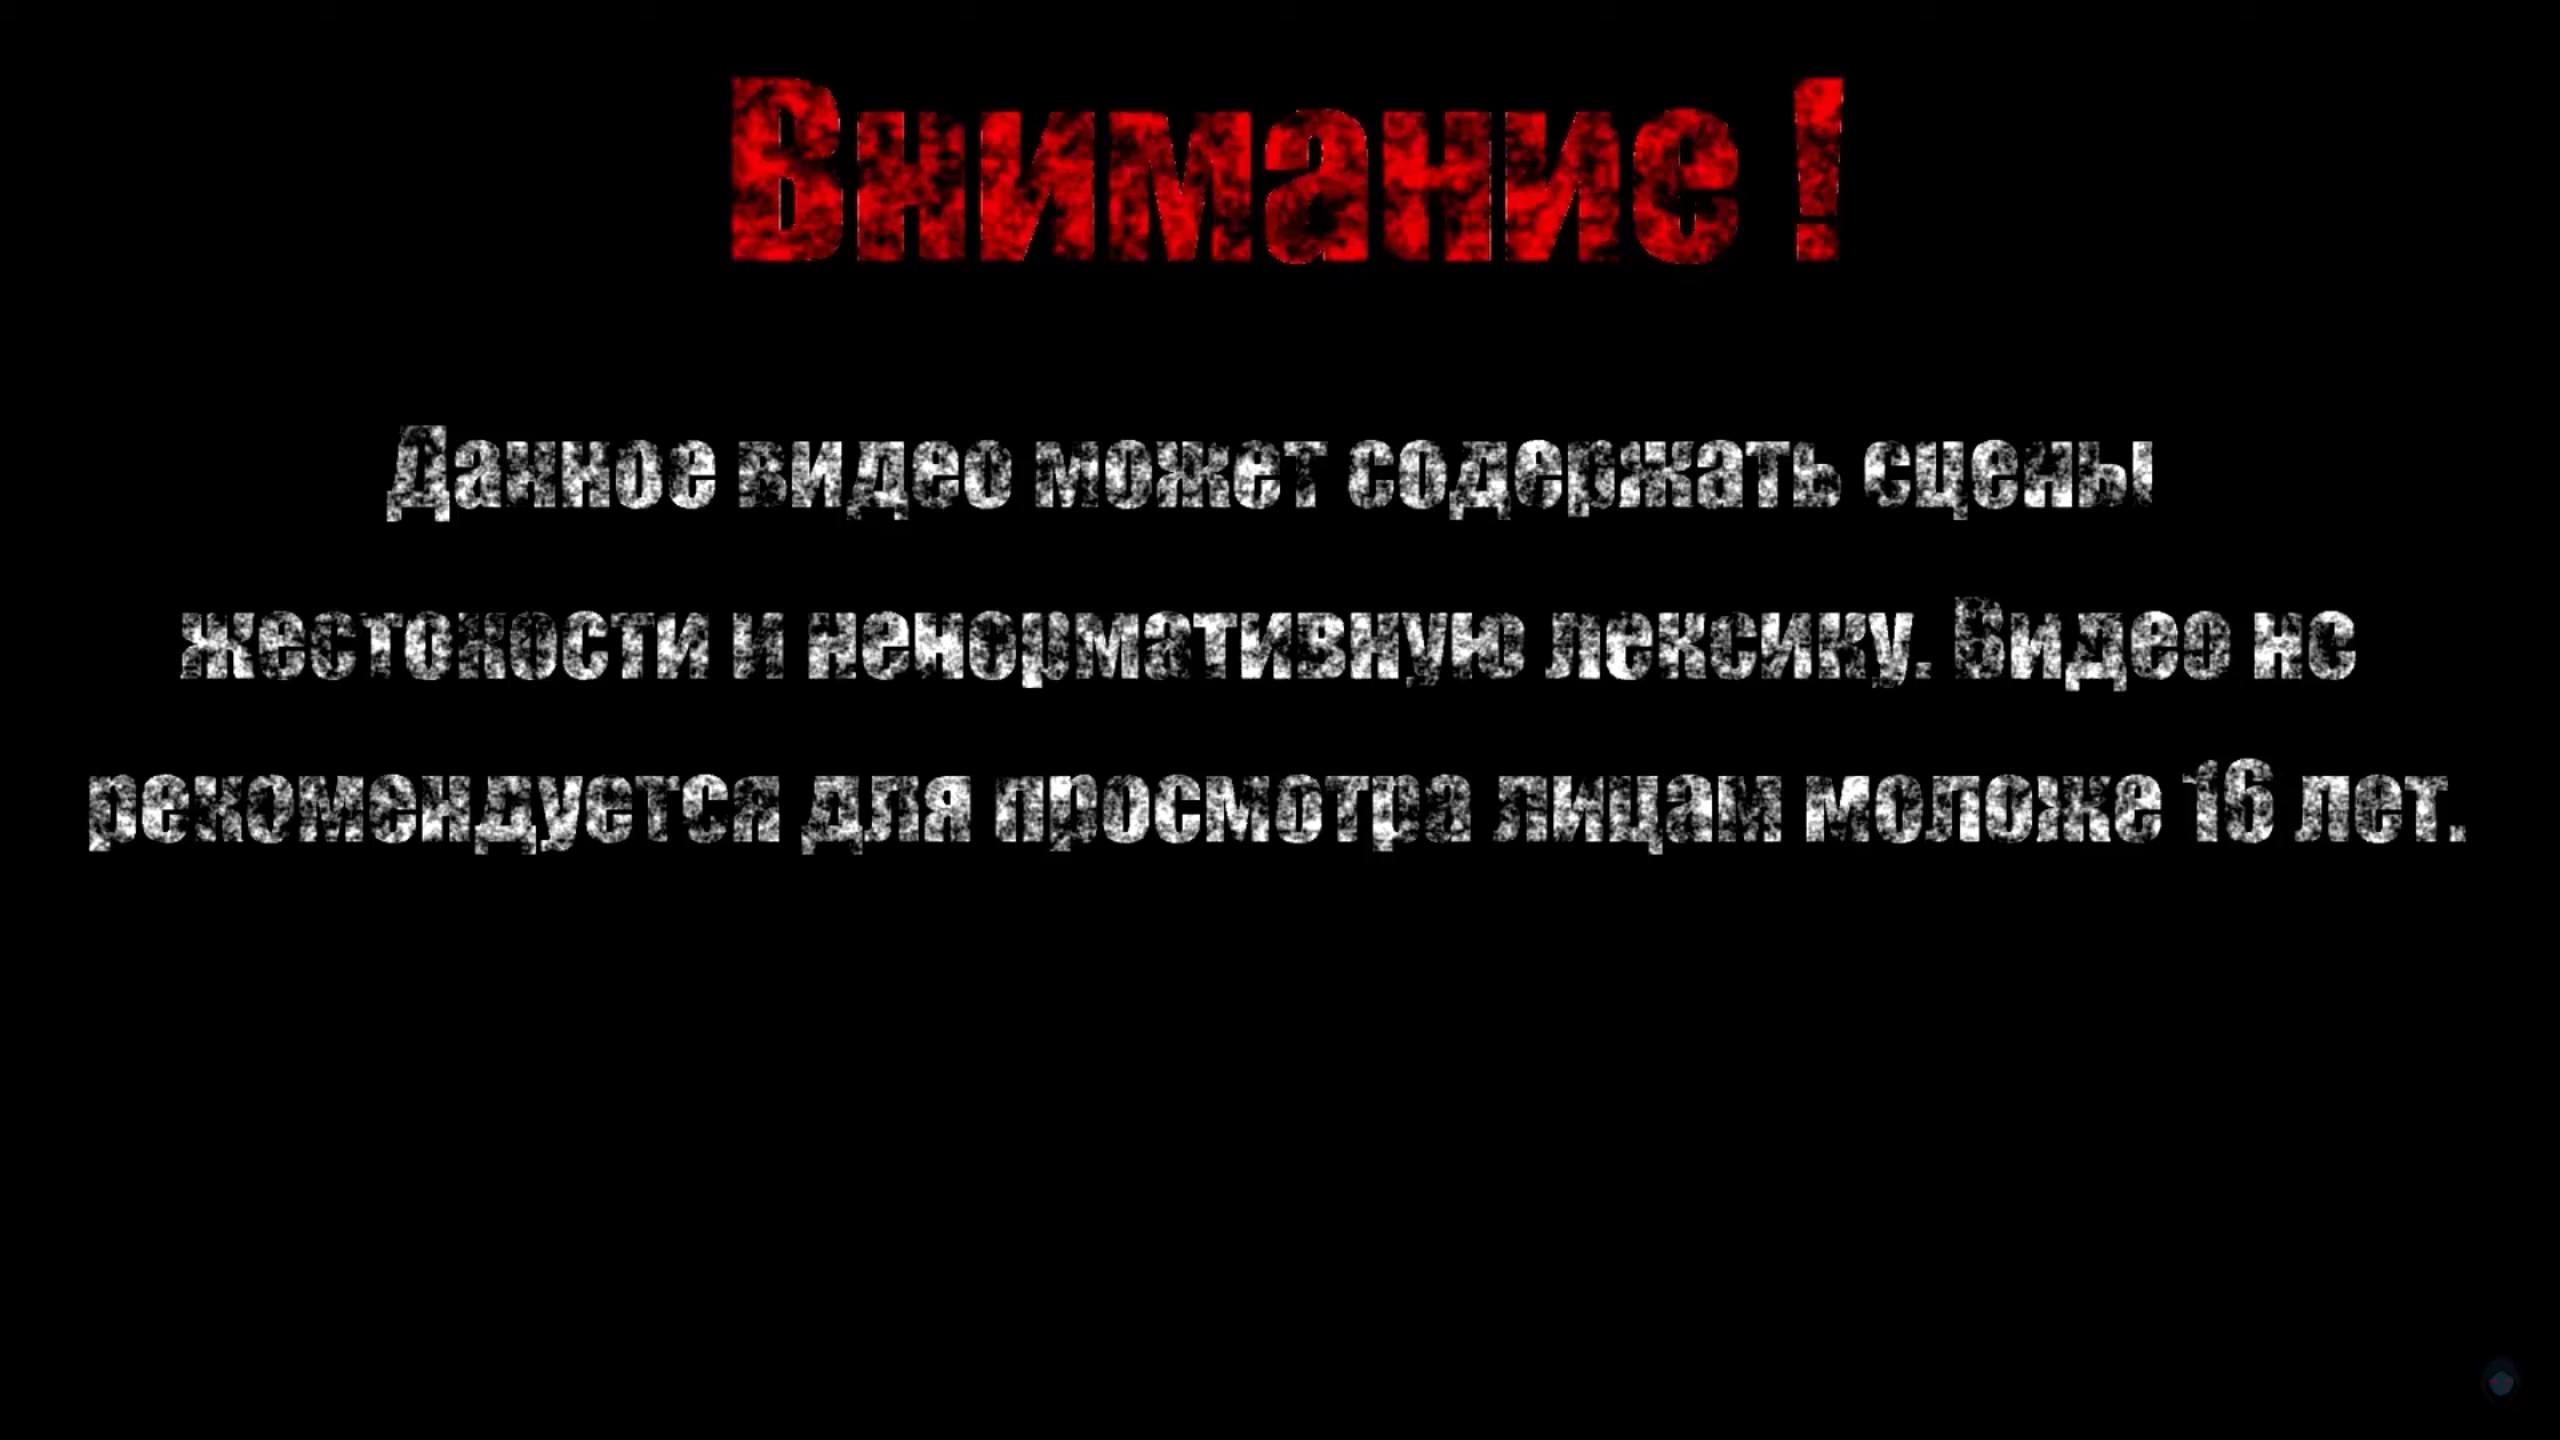 Внимание !
Данное видео может содержать сцены
жестокости и ненормативную лексику. Видео не
рекомендуется для просмотра лицам моложе 16 лет.